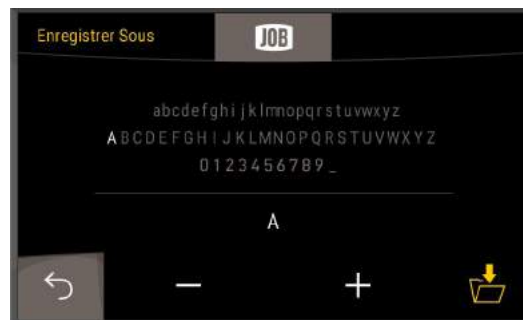 Enregistrer Sous
JOB
abcdefghijklmnopqrstuvwxyz
ABCDEFGHIJKLMNOPQRSTUVWXYZ
0123456789_
A